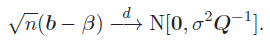 √n(b − β) —d→ N[0, σ²Q⁻¹].